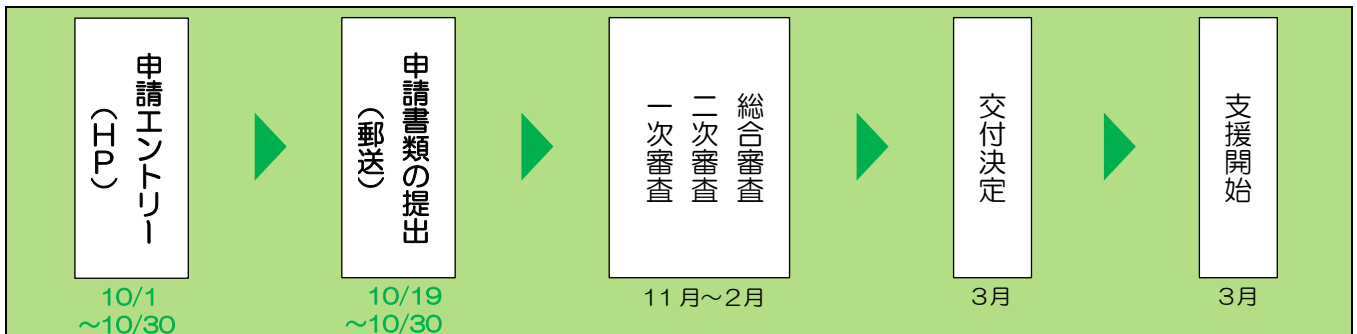 申請エントリー
（HP）
10/1
～10/30
申請書類の提出
（郵送）
10/19
～10/30
総合審査
二次審査
一次審査
11月～2月
交付決定
3月
支援開始
3月